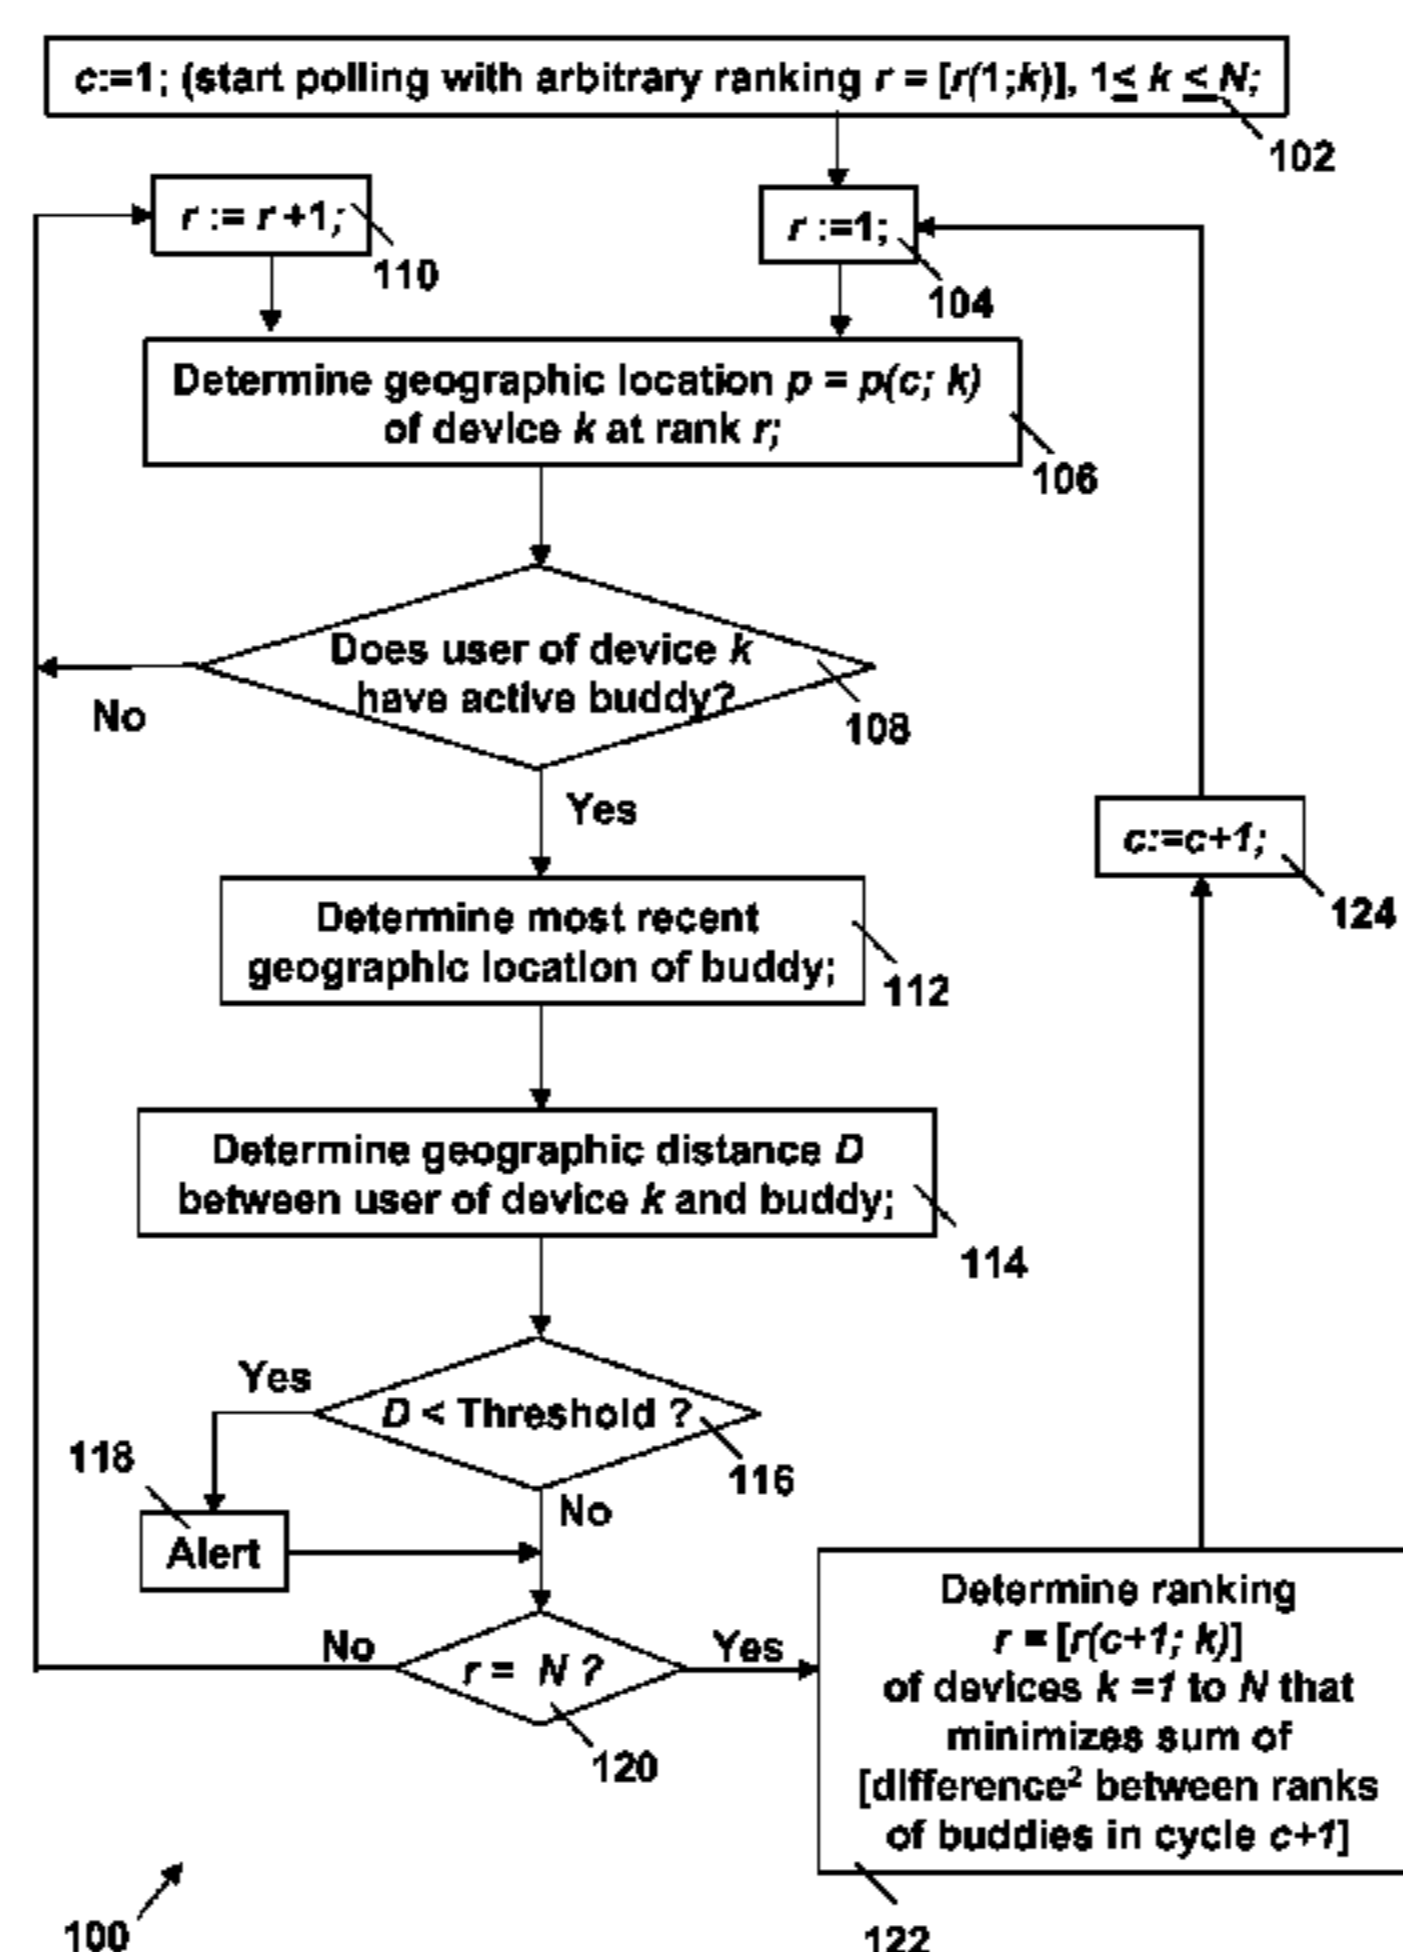 c:=1; (start polling with arbitrary ranking r = [r(1;k)], 1≤ k ≤ N;
102
r := r+1;
110
r :=1;
104
Determine geographic location p = p(c; k)
of device k at rank r;
106
Does user of device k
have active buddy?
108
No
Yes
c:=c+1;
124
Determine most recent
geographic location of buddy;
112
Determine geographic distance D
between user of device k and buddy;
114
Yes
D < Threshold ?
116
118
No
Alert
No
r = N ?
Yes
120
Determine ranking
r = [r(c+1; k)]
of devices k =1 to N that
minimizes sum of
[difference² between ranks
of buddies in cycle c+1]
122
100